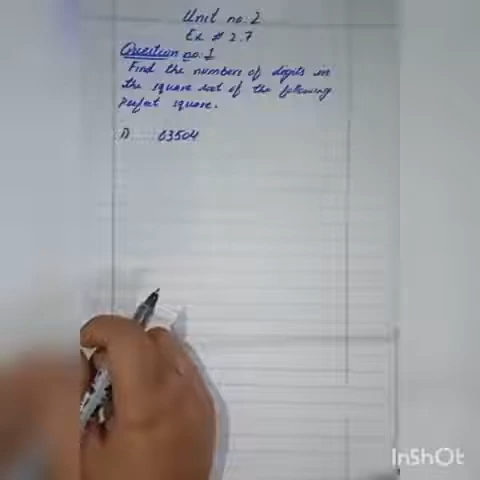 Unit no. 2
Ex # 2.7
Question no. 1
Find the numbers of digits in
the square root of the following
Perfect square.
1) 63504
InShOt